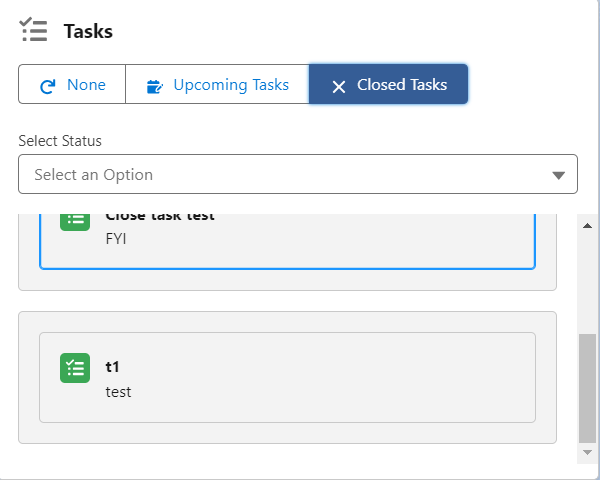 Tasks
None
Upcoming Tasks
Closed Tasks
Select Status
Select an Option
Close task test
FYI
t1
test